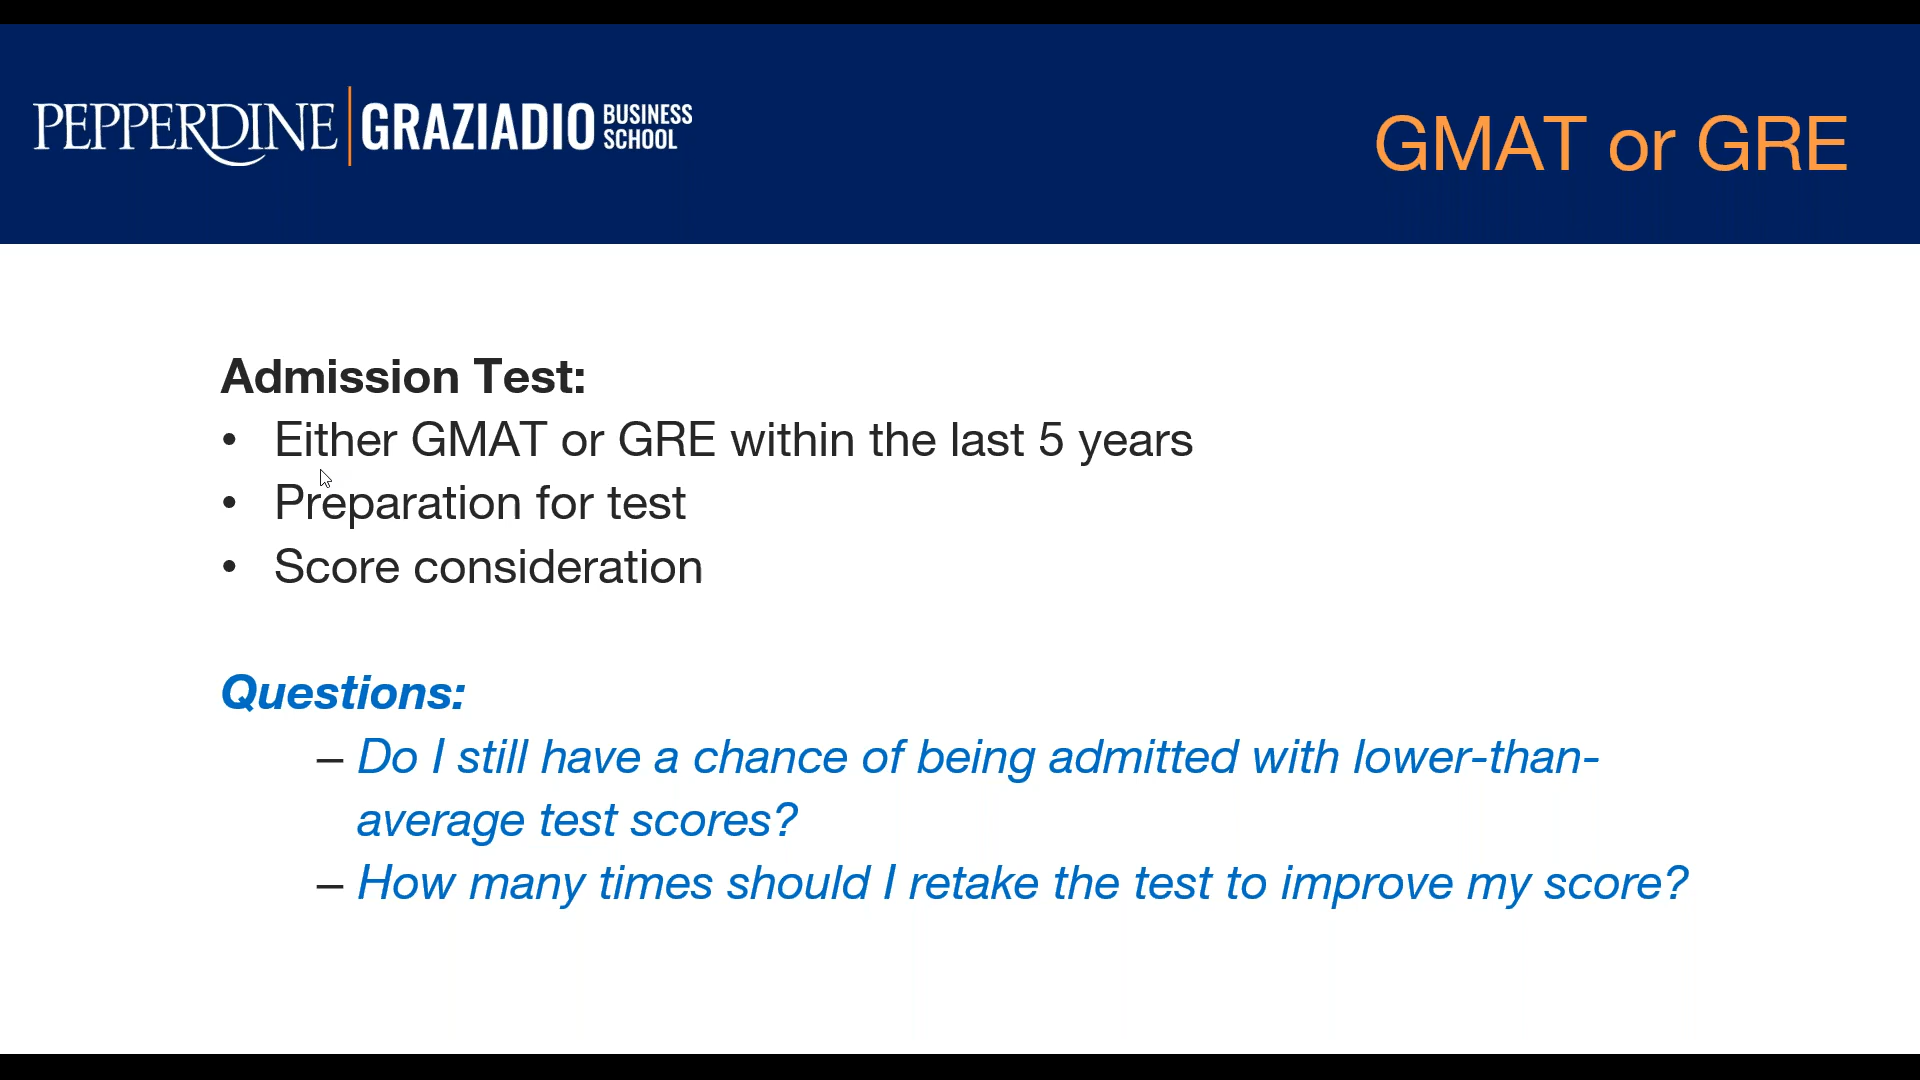 PEPPERDINE GRAZIADIO BUSINESS SCHOOL
GMAT or GRE
Admission Test:
• Either GMAT or GRE within the last 5 years
• Preparation for test
• Score consideration
Questions:
– Do I still have a chance of being admitted with lower-than-
average test scores?
– How many times should I retake the test to improve my score?